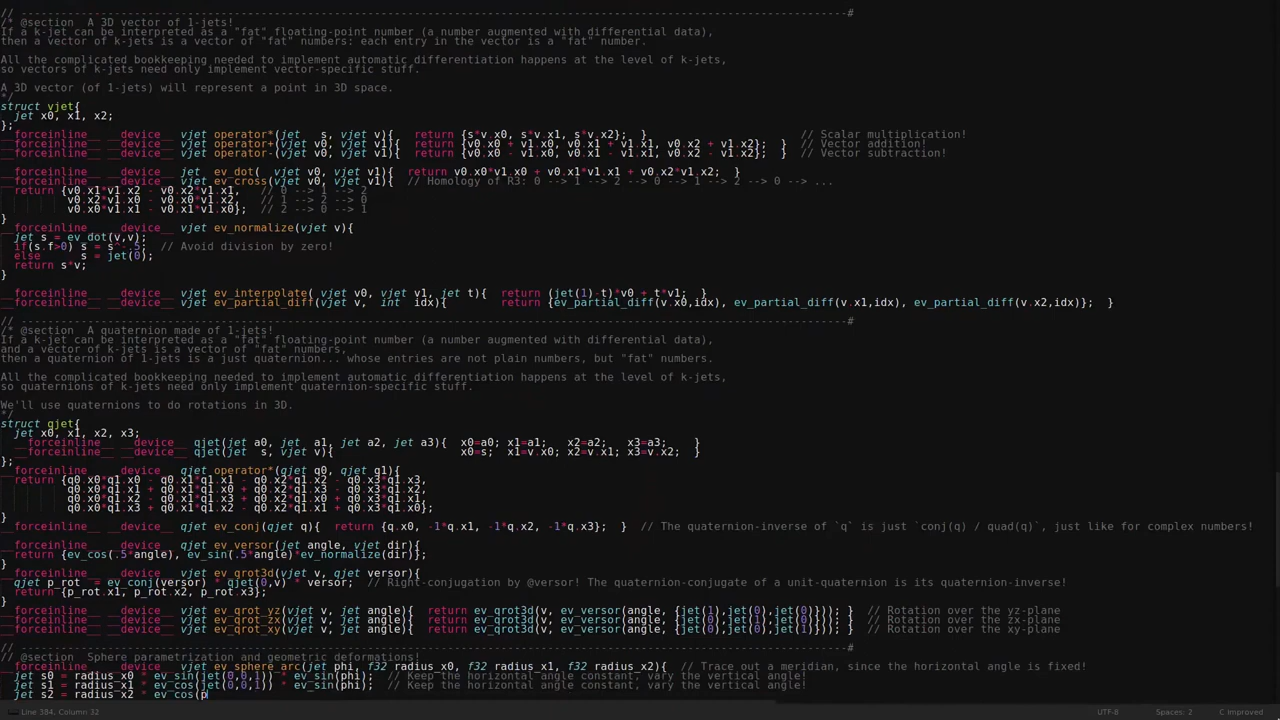 // ------------------------------------------------------------------------------------------------------------------------------#
/* @section  A 3D vector of 1-jets!
If a k-jet can be interpreted as a "fat" floating-point number (a number augmented with differential data),
then a vector of k-jets is a vector of "fat" numbers: each entry in the vector is a "fat" number.
All the complicated bookkeeping needed to implement automatic differentiation happens at the level of k-jets,
so vectors of k-jets need only implement vector-specific stuff.
A 3D vector (of 1-jets) will represent a point in 3D space.
*/
struct vjet{
  jet x0, x1, x2;
};
__forceinline__ __device__ vjet operator*(jet   s, vjet v){  return {s*v.x0, s*v.x1, s*v.x2};  }                       // Scalar multiplication!
__forceinline__ __device__ vjet operator+(vjet v0, vjet v1){  return {v0.x0 + v1.x0, v0.x1 + v1.x1, v0.x2 + v1.x2};  }  // Vector addition!
__forceinline__ __device__ vjet operator-(vjet v0, vjet v1){  return {v0.x0 - v1.x0, v0.x1 - v1.x1, v0.x2 - v1.x2};  }  // Vector subtraction!
__forceinline__ __device__ jet  ev_dot(  vjet v0, vjet v1){  return v0.x0*v1.x0 + v0.x1*v1.x1 + v0.x2*v1.x2;  }
__forceinline__ __device__ vjet ev_cross(vjet v0, vjet v1){  // Homology of R3: 0 --> 1 --> 2 --> 0 --> 1 --> 2 --> 0 --> ...
  return {v0.x1*v1.x2 - v0.x2*v1.x1,   // 0 --> 1 --> 2
          v0.x2*v1.x0 - v0.x0*v1.x2,   // 1 --> 2 --> 0
          v0.x0*v1.x1 - v0.x1*v1.x0};  // 2 --> 0 --> 1
}
__forceinline__ __device__ vjet ev_normalize(vjet v){
  jet s = ev_dot(v,v);
  if(s.f>0) s = s^-.5;  // Avoid division by zero!
  else      s = jet(0);
  return s*v;
}
__forceinline__ __device__ vjet ev_interpolate( vjet v0, vjet v1, jet t){  return (jet(1)-t)*v0 + t*v1;  }
__forceinline__ __device__ vjet ev_partial_diff(vjet v,  int  idx){        return {ev_partial_diff(v.x0,idx), ev_partial_diff(v.x1,idx), ev_partial_diff(v.x2,idx)};  }
// ------------------------------------------------------------------------------------------------------------------------------#
/* @section  A quaternion made of 1-jets!
If a k-jet can be interpreted as a "fat" floating-point number (a number augmented with differential data),
and a vector of k-jets is a vector of "fat" numbers,
then a quaternion of 1-jets is a just quaternion... whose entries are not plain numbers, but "fat" numbers.
All the complicated bookkeeping needed to implement automatic differentiation happens at the level of k-jets,
so quaternions of k-jets need only implement quaternion-specific stuff.
We'll use quaternions to do rotations in 3D.
*/
struct qjet{
  jet x0, x1, x2, x3;
  __forceinline__ __device__ qjet(jet a0, jet  a1, jet a2, jet a3){  x0=a0;  x1=a1;   x2=a2;   x3=a3;    }
  __forceinline__ __device__ qjet(jet  s, vjet v){                   x0=s;  x1=v.x0; x2=v.x1; x3=v.x2;  }
};
__forceinline__ __device__ qjet operator*(qjet q0, qjet q1){
  return {q0.x0*q1.x0 - q0.x1*q1.x1 - q0.x2*q1.x2 - q0.x3*q1.x3,
          q0.x0*q1.x1 + q0.x1*q1.x0 + q0.x2*q1.x3 - q0.x3*q1.x2,
          q0.x0*q1.x2 - q0.x1*q1.x3 + q0.x2*q1.x0 + q0.x3*q1.x1,
          q0.x0*q1.x3 + q0.x1*q1.x2 - q0.x2*q1.x1 + q0.x3*q1.x0};
}
__forceinline__ __device__ qjet ev_conj(qjet q){  return {q.x0, -1*q.x1, -1*q.x2, -1*q.x3};  }  // The quaternion-inverse of `q` is just `conj(q) / quad(q)`, just like for complex numbers!
__forceinline__ __device__ qjet ev_versor(jet angle, vjet dir){
  return {ev_cos(.5*angle), ev_sin(.5*angle)*ev_normalize(dir)};
}
__forceinline__ __device__ vjet ev_qrot3d(vjet v, qjet versor){
  qjet p_rot  = ev_conj(versor) * qjet(0,v) * versor;  // Right-conjugation by @versor! The quaternion-conjugate of a unit-quaternion is its quaternion-inverse!
  return {p_rot.x1, p_rot.x2, p_rot.x3};
}
__forceinline__ __device__ vjet ev_qrot_yz(vjet v, jet angle){  return ev_qrot3d(v, ev_versor(angle, {jet(1),jet(0),jet(0)}));  }  // Rotation over the yz-plane
__forceinline__ __device__ vjet ev_qrot_zx(vjet v, jet angle){  return ev_qrot3d(v, ev_versor(angle, {jet(0),jet(1),jet(0)}));  }  // Rotation over the zx-plane
__forceinline__ __device__ vjet ev_qrot_xy(vjet v, jet angle){  return ev_qrot3d(v, ev_versor(angle, {jet(0),jet(0),jet(1)}));  }  // Rotation over the xy-plane
// ------------------------------------------------------------------------------------------------------------------------------#
// @section  Sphere parametrization and geometric deformations!
__forceinline__ __device__ vjet ev_sphere_arc(jet phi, f32 radius_x0, f32 radius_x1, f32 radius_x2){  // Trace out a meridian, since the horizontal angle is fixed!
  jet s0 = radius_x0 * ev_sin(jet(0,0,1)) * ev_sin(phi);  // Keep the horizontal angle constant, vary the vertical angle!
  jet s1 = radius_x1 * ev_cos(jet(0,0,1)) * ev_sin(phi);  // Keep the horizontal angle constant, vary the vertical angle!
  jet s2 = radius_x2 * ev_cos(p
Line 384, Column 32
UTF-8
Spaces: 2
C Improved